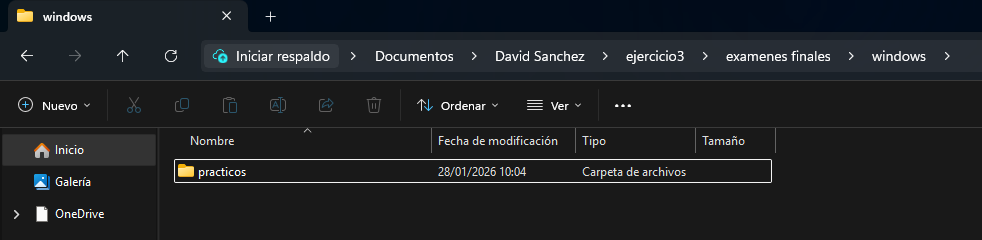 windows
Iniciar respaldo Documentos David Sanchez ejercicio3 examenes finales windows
Nuevo Ordenar Ver
Nombre Fecha de modificación Tipo Tamaño
Inicio
practicos 28/01/2026 10:04 Carpeta de archivos
Galería
OneDrive